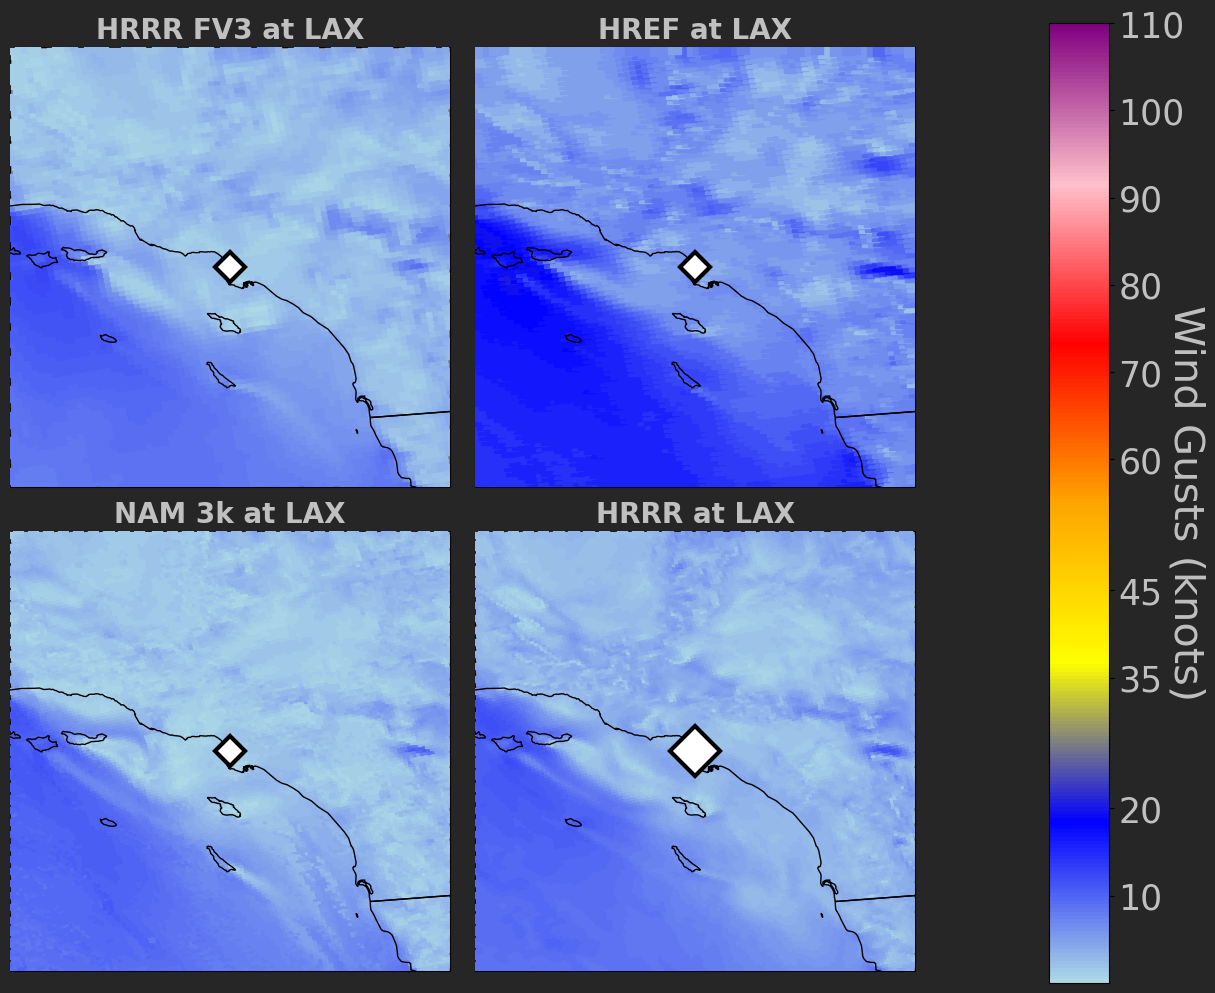 HRRR FV3 at LAX
HREF at LAX
NAM 3k at LAX
HRRR at LAX
110
100
90
80
70
60
45
35
20
10
Wind Gusts (knots)